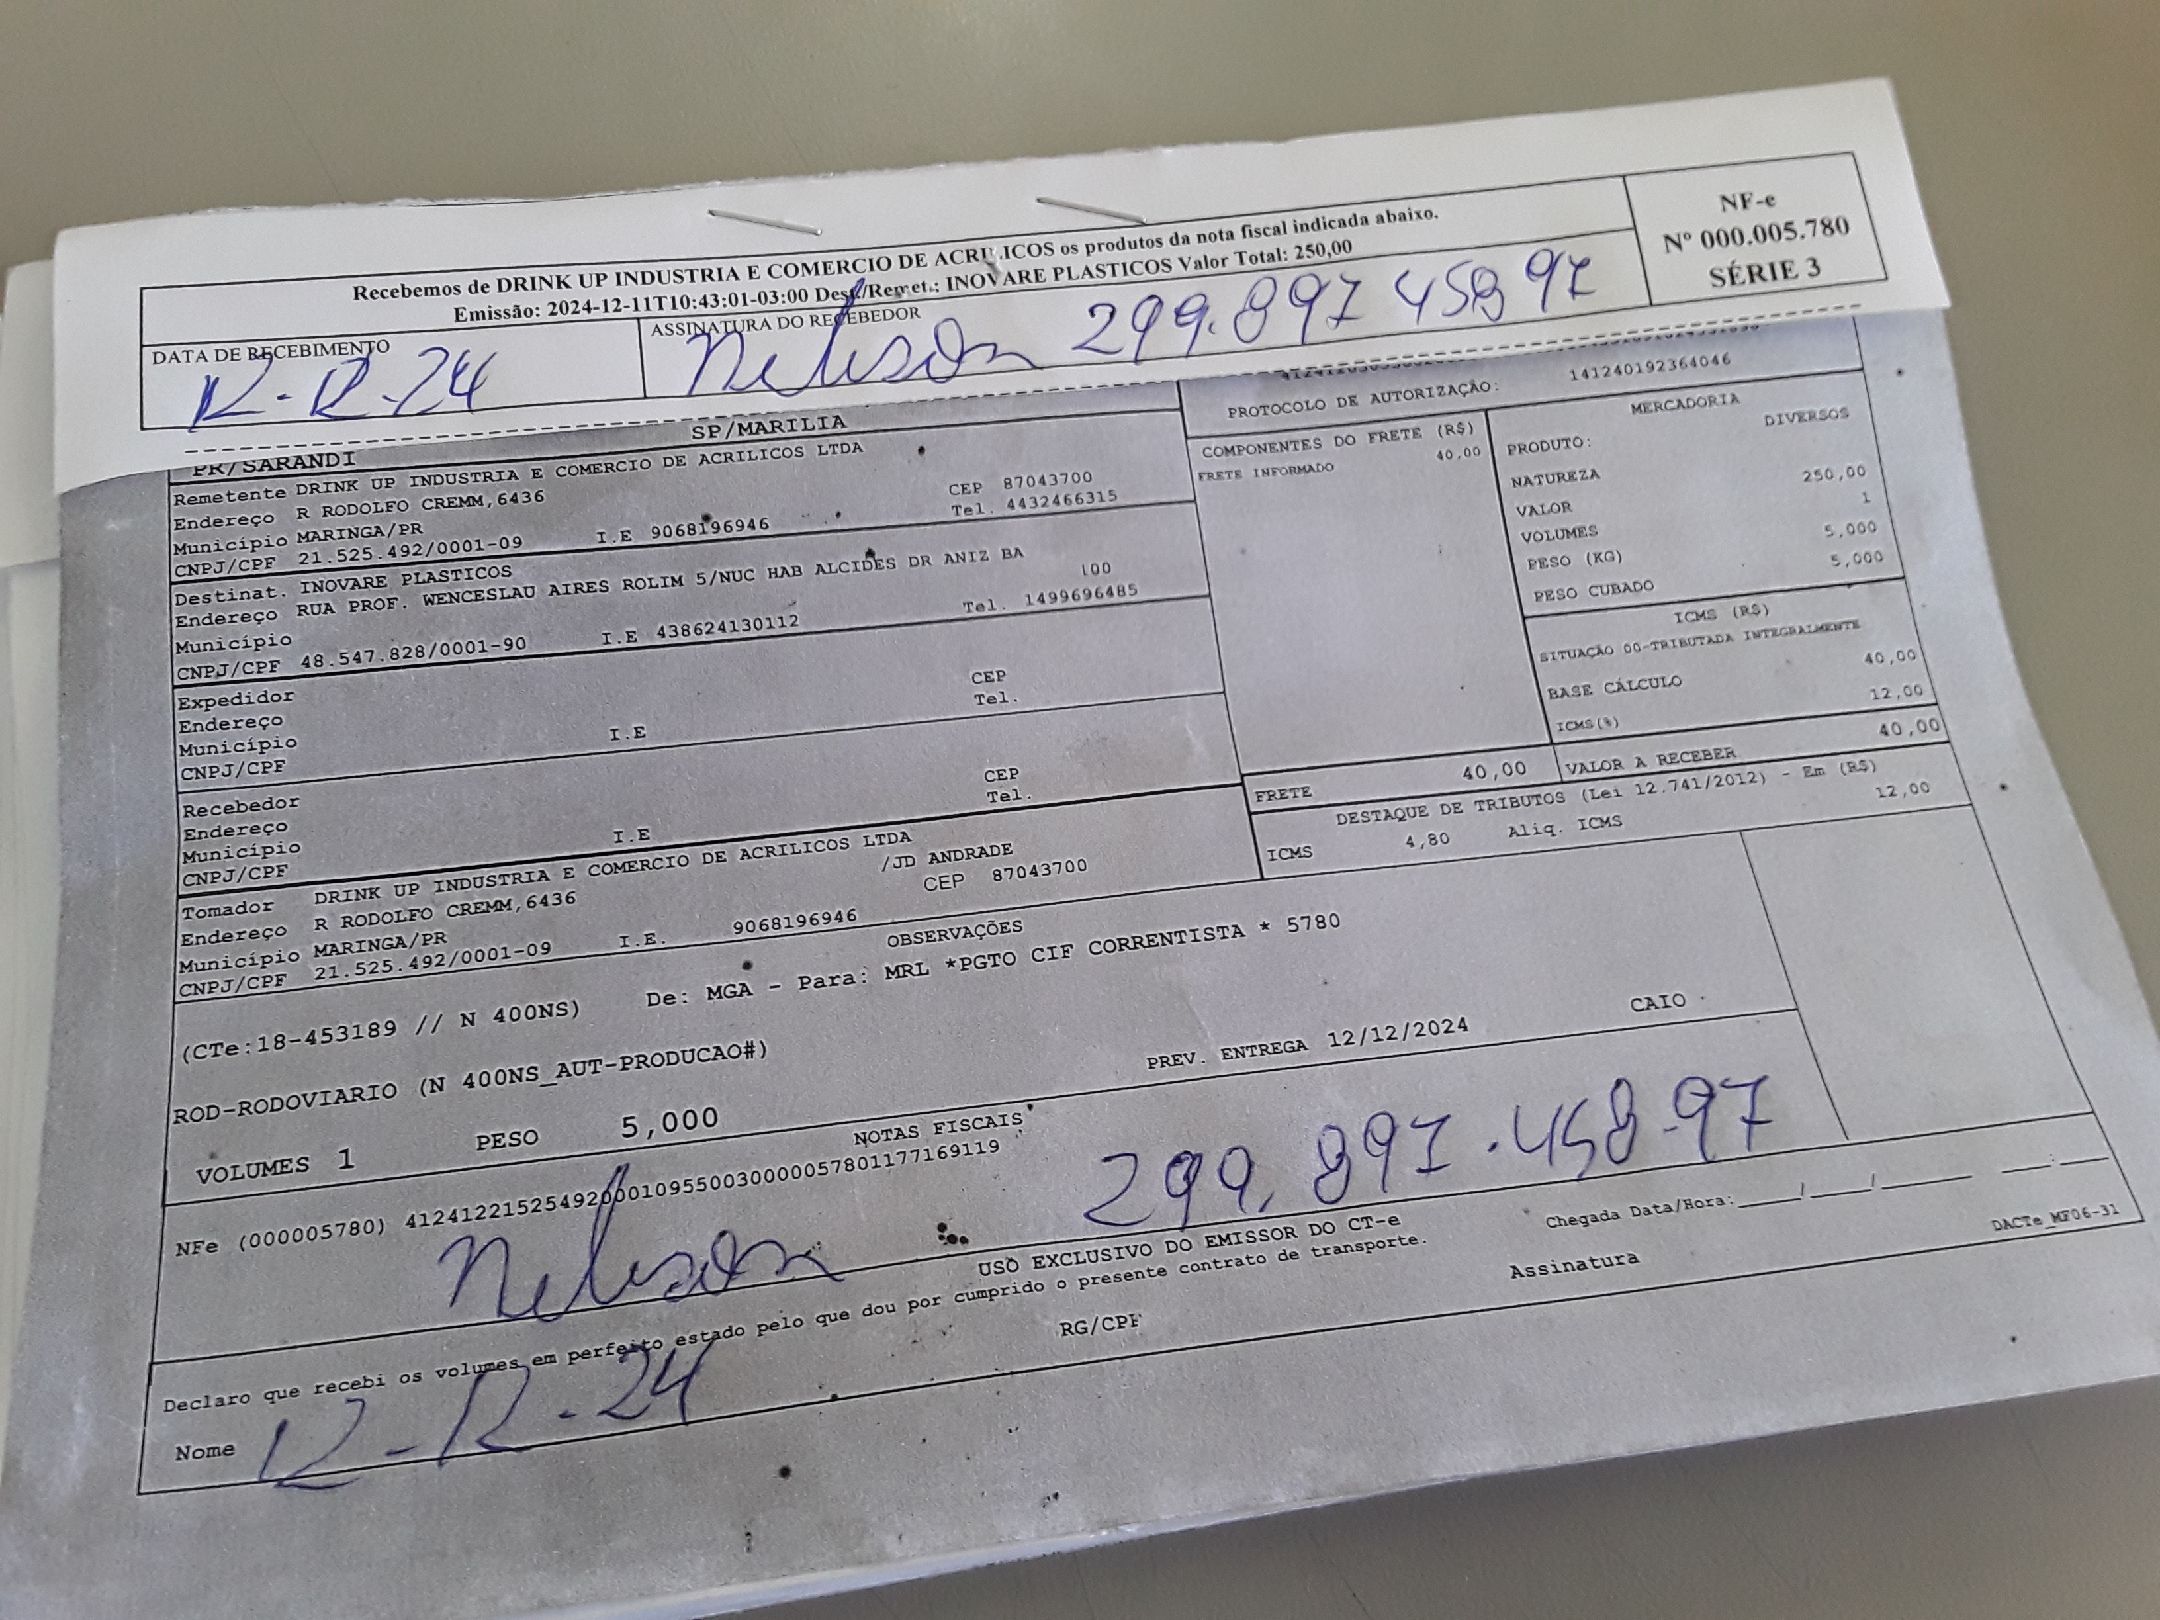 Recebemos de DRINK UP INDUSTRIA E COMERCIO DE ACRILICOS os produtos da nota fiscal indicada abaixo.
Emissão: 2024-12-11T10:43:01-03:00 Dest./Remet.: INOVARE PLASTICOS Valor Total: 250,00
NF-e
Nº 000.005.780
SÉRIE 3
DATA DE RECEBIMENTO
12-12-24
ASSINATURA DO RECEBEDOR
Nelson 299.897 458 97
PR/SARANDI
SP/MARILIA
Remetente DRINK UP INDUSTRIA E COMERCIO DE ACRILICOS LTDA
Endereço R RODOLFO CREMM,6436 CEP 87043700
Município MARINGA/PR Tel. 4432466315
CNPJ/CPF 21.525.492/0001-09 I.E 9068196946
Destinat. INOVARE PLASTICOS
Endereço RUA PROF. WENCESLAU AIRES ROLIM 5/NUC HAB ALCIDES DR ANIZ BA
Município 100
CNPJ/CPF 48.547.828/0001-90 I.E 438624130112 Tel. 1499696485
Expedidor
Endereço CEP
Município Tel.
CNPJ/CPF I.E
Recebedor
Endereço CEP
Município Tel.
CNPJ/CPF I.E
Tomador DRINK UP INDUSTRIA E COMERCIO DE ACRILICOS LTDA
Endereço R RODOLFO CREMM,6436 /JD ANDRADE
Município MARINGA/PR CEP 87043700
CNPJ/CPF 21.525.492/0001-09 I.E. 9068196946
PROTOCOLO DE AUTORIZAÇÃO: 141240192364046
COMPONENTES DO FRETE (R$)
FRETE INFORMADO 40,00
MERCADORIA
PRODUTO: DIVERSOS
NATUREZA
VALOR 250,00
VOLUMES 1
PESO (KG) 5,000
PESO CUBADO 5,000
ICMS (R$)
SITUAÇÃO 00-TRIBUTADA INTEGRALMENTE
BASE CÁLCULO 40,00
ICMS(%) 12,00
FRETE 40,00
VALOR A RECEBER 40,00
DESTAQUE DE TRIBUTOS (Lei 12.741/2012) - Em (R$)
ICMS 4,80 Aliq. ICMS 12,00
OBSERVAÇÕES
(CTe:18-453189 // N 400NS) De: MGA - Para: MRL *PGTO CIF CORRENTISTA * 5780
ROD-RODOVIARIO (N 400NS_AUT-PRODUCAO#)
PREV. ENTREGA 12/12/2024
CAIO
VOLUMES 1 PESO 5,000
NOTAS FISCAIS
NFe (000005780) 41241221525492000109550030000057801177169119
Nelson 299.897.458-97
USO EXCLUSIVO DO EMISSOR DO CT-e
Chegada Data/Hora:____/____/______ ___:___
Declaro que recebi os volumes em perfeito estado pelo que dou por cumprido o presente contrato de transporte.
DACTe_MF06-31
Nome 12-12-24
RG/CPF
Assinatura